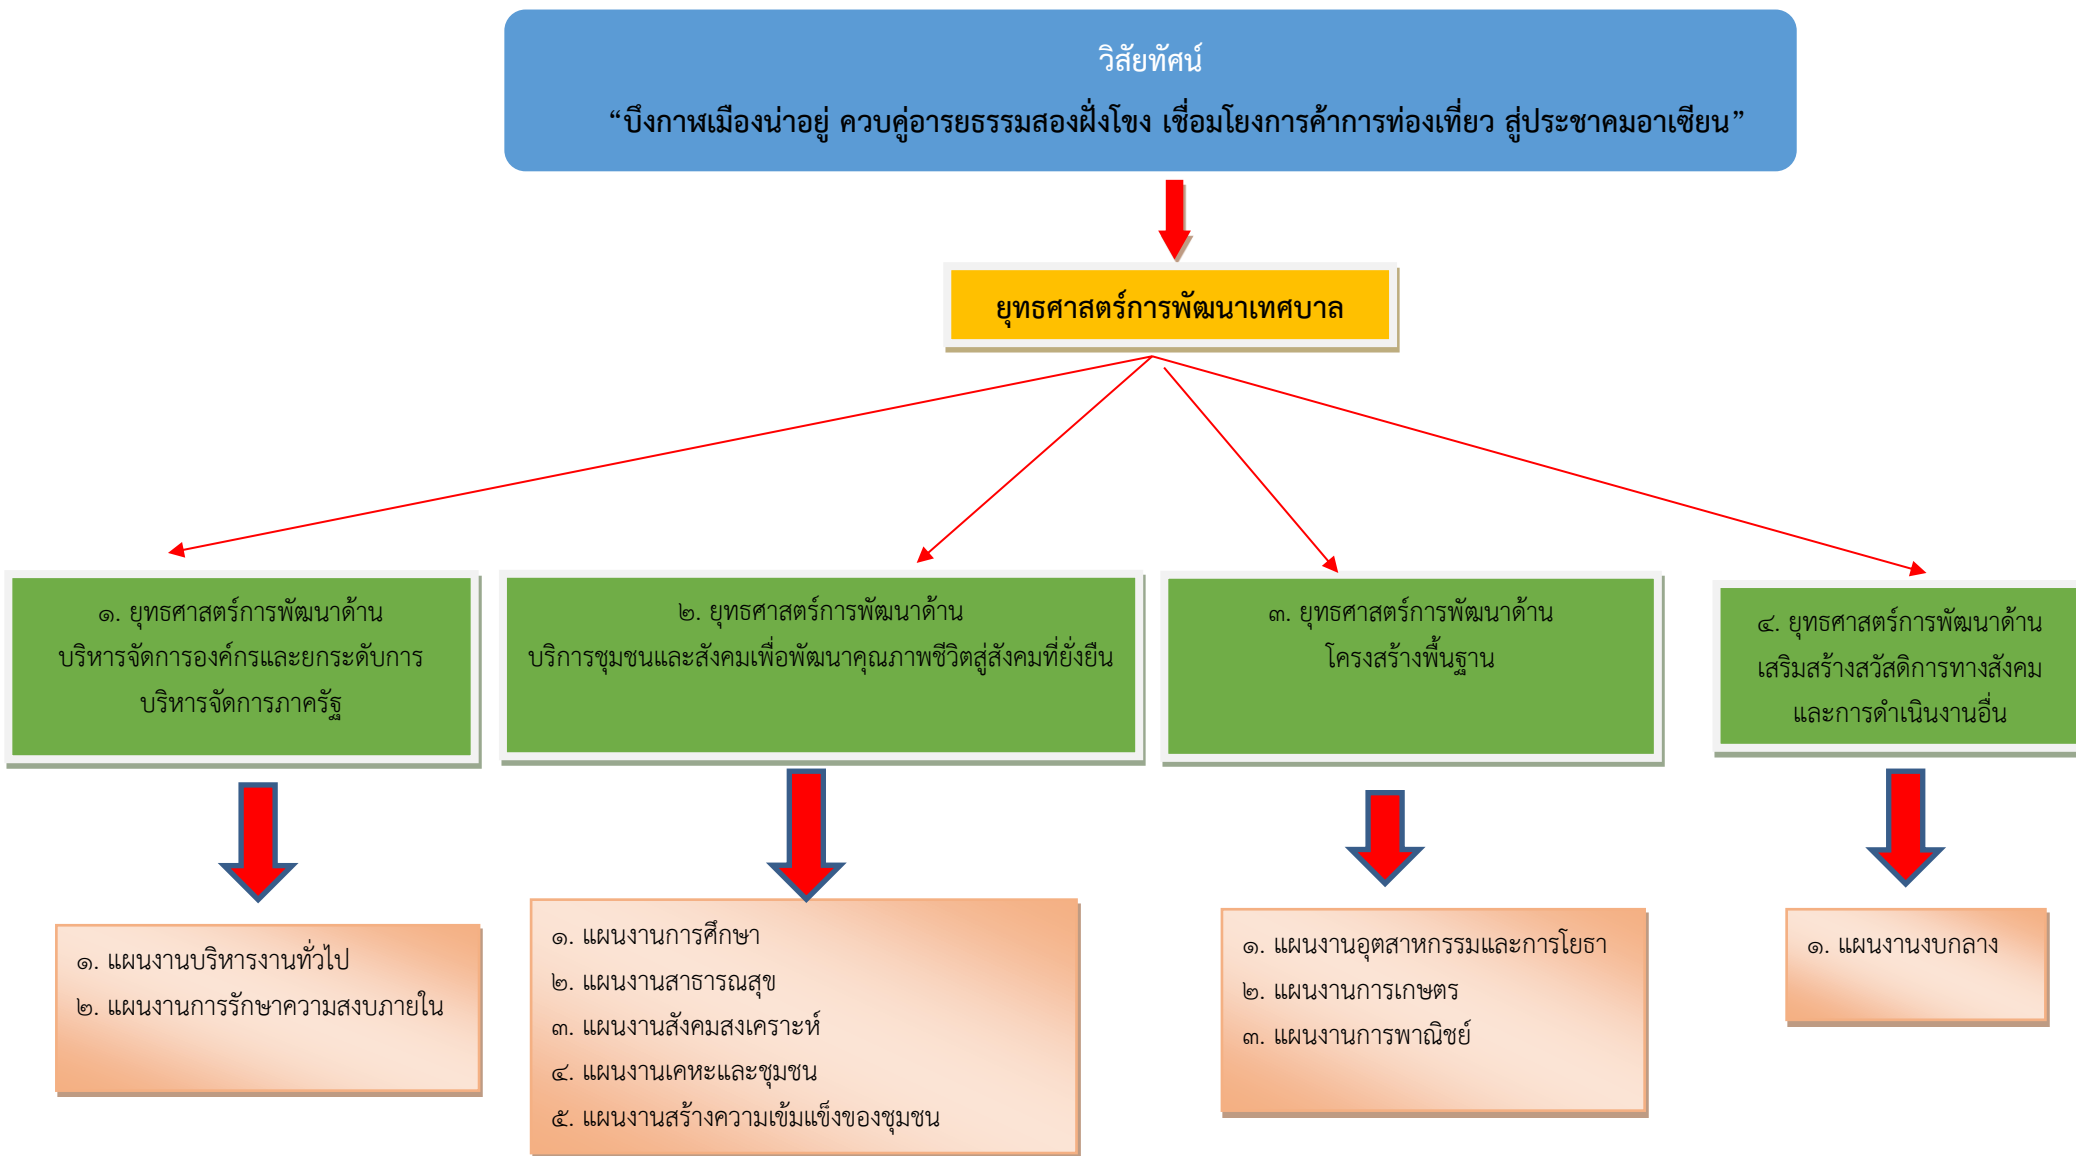 วิสัยทัศน์
“บึงกาฬเมืองน่าอยู่ ควบคู่อารยธรรมสองฝั่งโขง เชื่อมโยงการค้าการท่องเที่ยว สู่ประชาคมอาเซียน”
ยุทธศาสตร์การพัฒนาเทศบาล
๑. ยุทธศาสตร์การพัฒนาด้าน
บริหารจัดการองค์กรและยกระดับการ
บริหารจัดการภาครัฐ
๒. ยุทธศาสตร์การพัฒนาด้าน
บริการชุมชนและสังคมเพื่อพัฒนาคุณภาพชีวิตสู่สังคมที่ยั่งยืน
๓. ยุทธศาสตร์การพัฒนาด้าน
โครงสร้างพื้นฐาน
๔. ยุทธศาสตร์การพัฒนาด้าน
เสริมสร้างสวัสดิการทางสังคม
และการดำเนินงานอื่น
๑. แผนงานบริหารงานทั่วไป
๒. แผนงานการรักษาความสงบภายใน
๑. แผนงานการศึกษา
๒. แผนงานสาธารณสุข
๓. แผนงานสังคมสงเคราะห์
๔. แผนงานเคหะและชุมชน
๕. แผนงานสร้างความเข้มแข็งของชุมชน
๑. แผนงานอุตสาหกรรมและการโยธา
๒. แผนงานการเกษตร
๓. แผนงานการพาณิชย์
๑. แผนงานงบกลาง